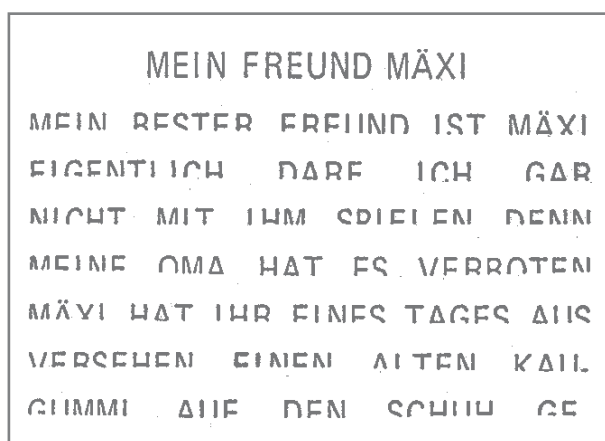 MEIN FREUND MÄXI
MEIN BESTER FREUND IST MÄXI
EIGENTLICH DARF ICH GAR
NICHT MIT IHM SPIELEN DENN
MEINE OMA HAT ES VERBOTEN
MÄXI HAT IHR EINES TAGES AUS
VERSEHEN EINEN ALTEN KAU-
GUMMI AUF DEN SCHUH GE